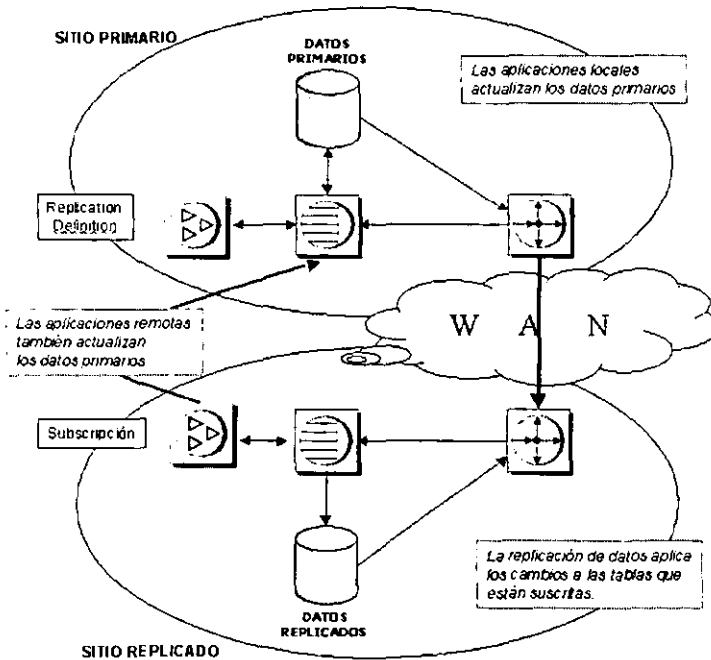 SITIO PRIMARIO
DATOS
PRIMARIOS
Las aplicaciones locales
actualizan los datos primarios
Replication
Definition
Las aplicaciones remotas
también actualizan
los datos primarios
W A N
Subscripción
La replicación de datos aplica
los cambios a las tablas que
están suscritas.
DATOS
REPLICADOS
SITIO REPLICADO